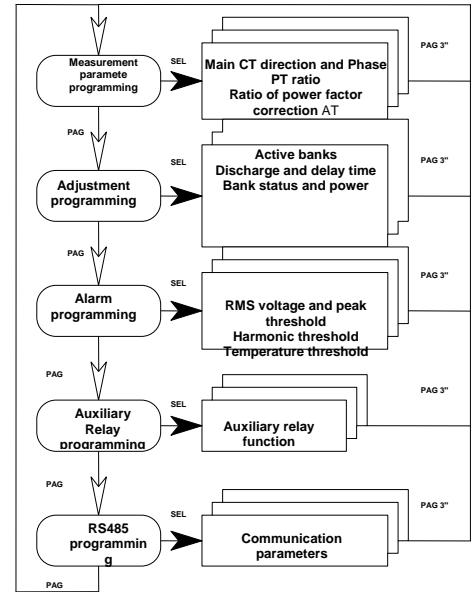 PAG 3"
SEL
Measurement
paramete
programming
Main CT direction and Phase
PT ratio
Ratio of power factor
correction AT
PAG
SEL
PAG 3"
Adjustment
programming
Active banks
Discharge and delay time
Bank status and power
PAG
SEL
PAG 3"
Alarm
programming
RMS voltage and peak
threshold
Harmonic threshold
Temperature threshold
PAG
SEL
PAG 3"
Auxiliary
Relay
programming
Auxiliary relay
function
PAG
SEL
PAG 3"
RS485
programmin
g
Communication
parameters
PAG